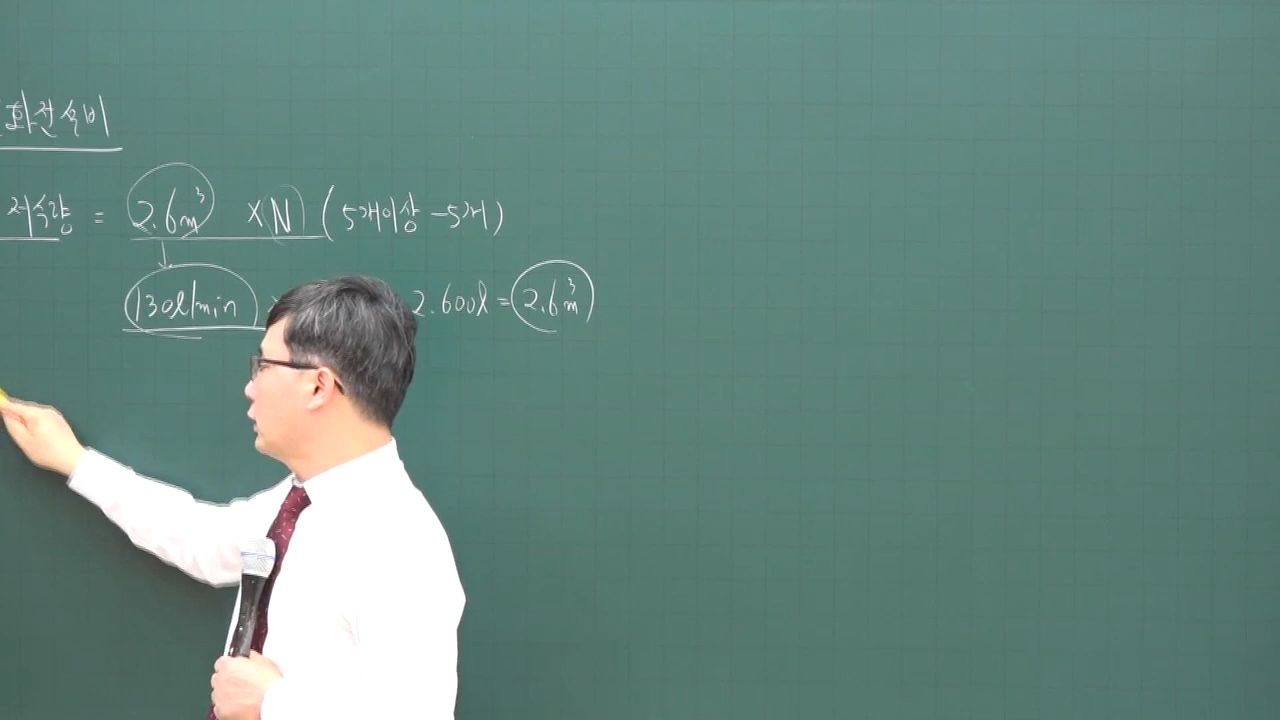 화전설비
저수량 = 2.6m³ × N (5개이상-5개)
↓
130l/min 2.600l = 2.6m³